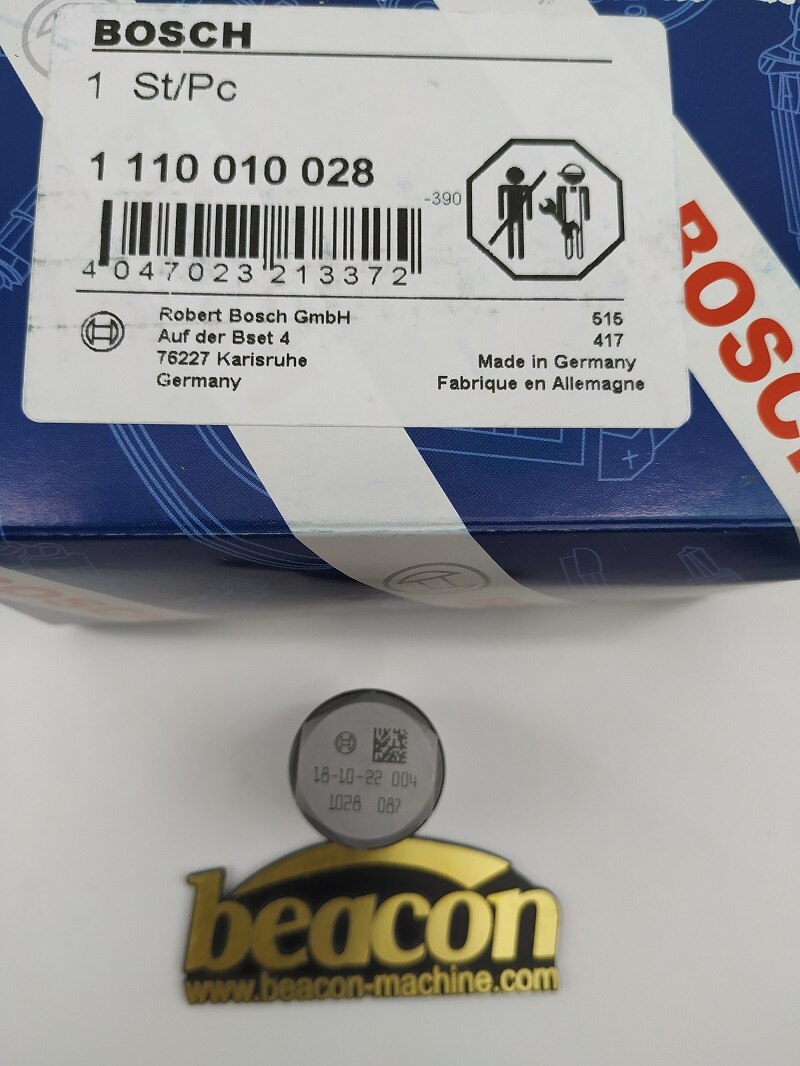 BOSCH
1 St/Pc
1 110 010 028
-390
4 047023 213372
Robert Bosch GmbH
Auf der Bset 4
76227 Karisruhe
Germany
515
417
Made in Germany
Fabrique en Allemagne
BOSCH
BOSCH
18-10-22 004
1028 087
beacon
www.beacon-machine.com